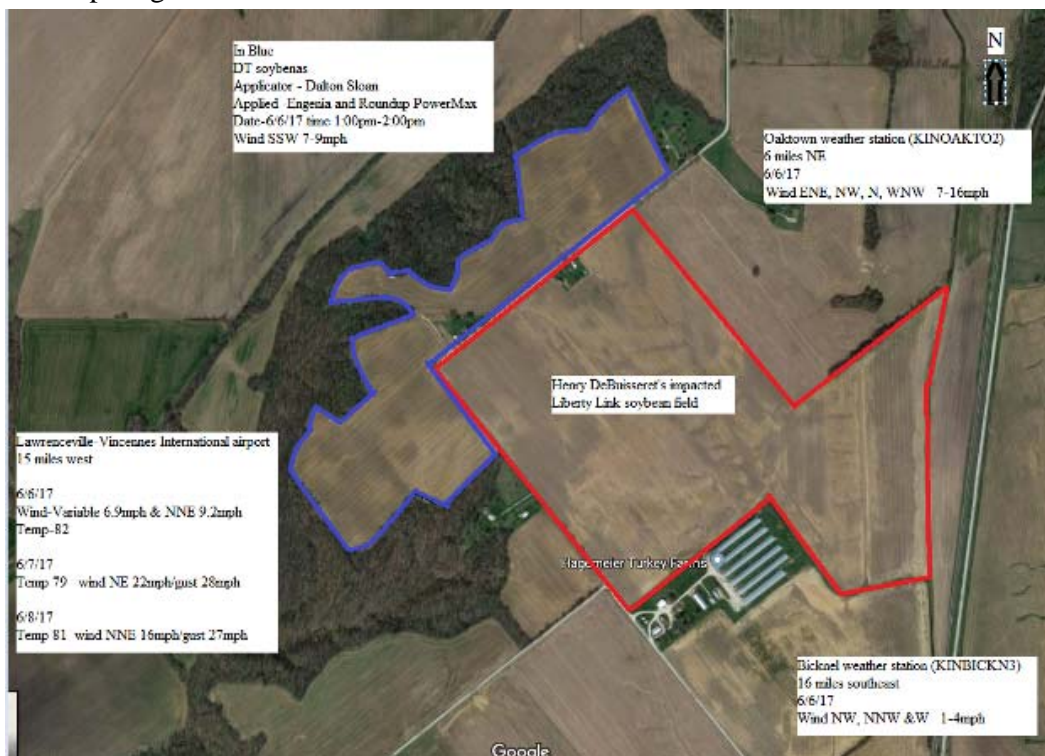 In Blue
DT soybenas
Applicator - Dalton Sloan
Applied -Engenia and Roundup PowerMax
Date-6/6/17 time 1:00pm-2:00pm
Wind SSW 7-9mph
N
Oaktown weather station (KINOAKTO2)
6 miles NE
6/6/17
Wind ENE, NW, N, WNW 7-16mph
Henry DeBuisseret's impacted
Liberty Link soybean field
Lawrenceville-Vincennes International airport
15 miles west
6/6/17
Wind-Variable 6.9mph & NNE 9.2mph
Temp-82
6/7/17
Temp 79 wind NE 22mph/gust 28mph
6/8/17
Temp 81 wind NNE 16mph/gust 27mph
Hagemeier Turkey Farms
Bicknel weather station (KINBICKN3)
16 miles southeast
6/6/17
Wind NW, NNW &W 1-4mph
Google